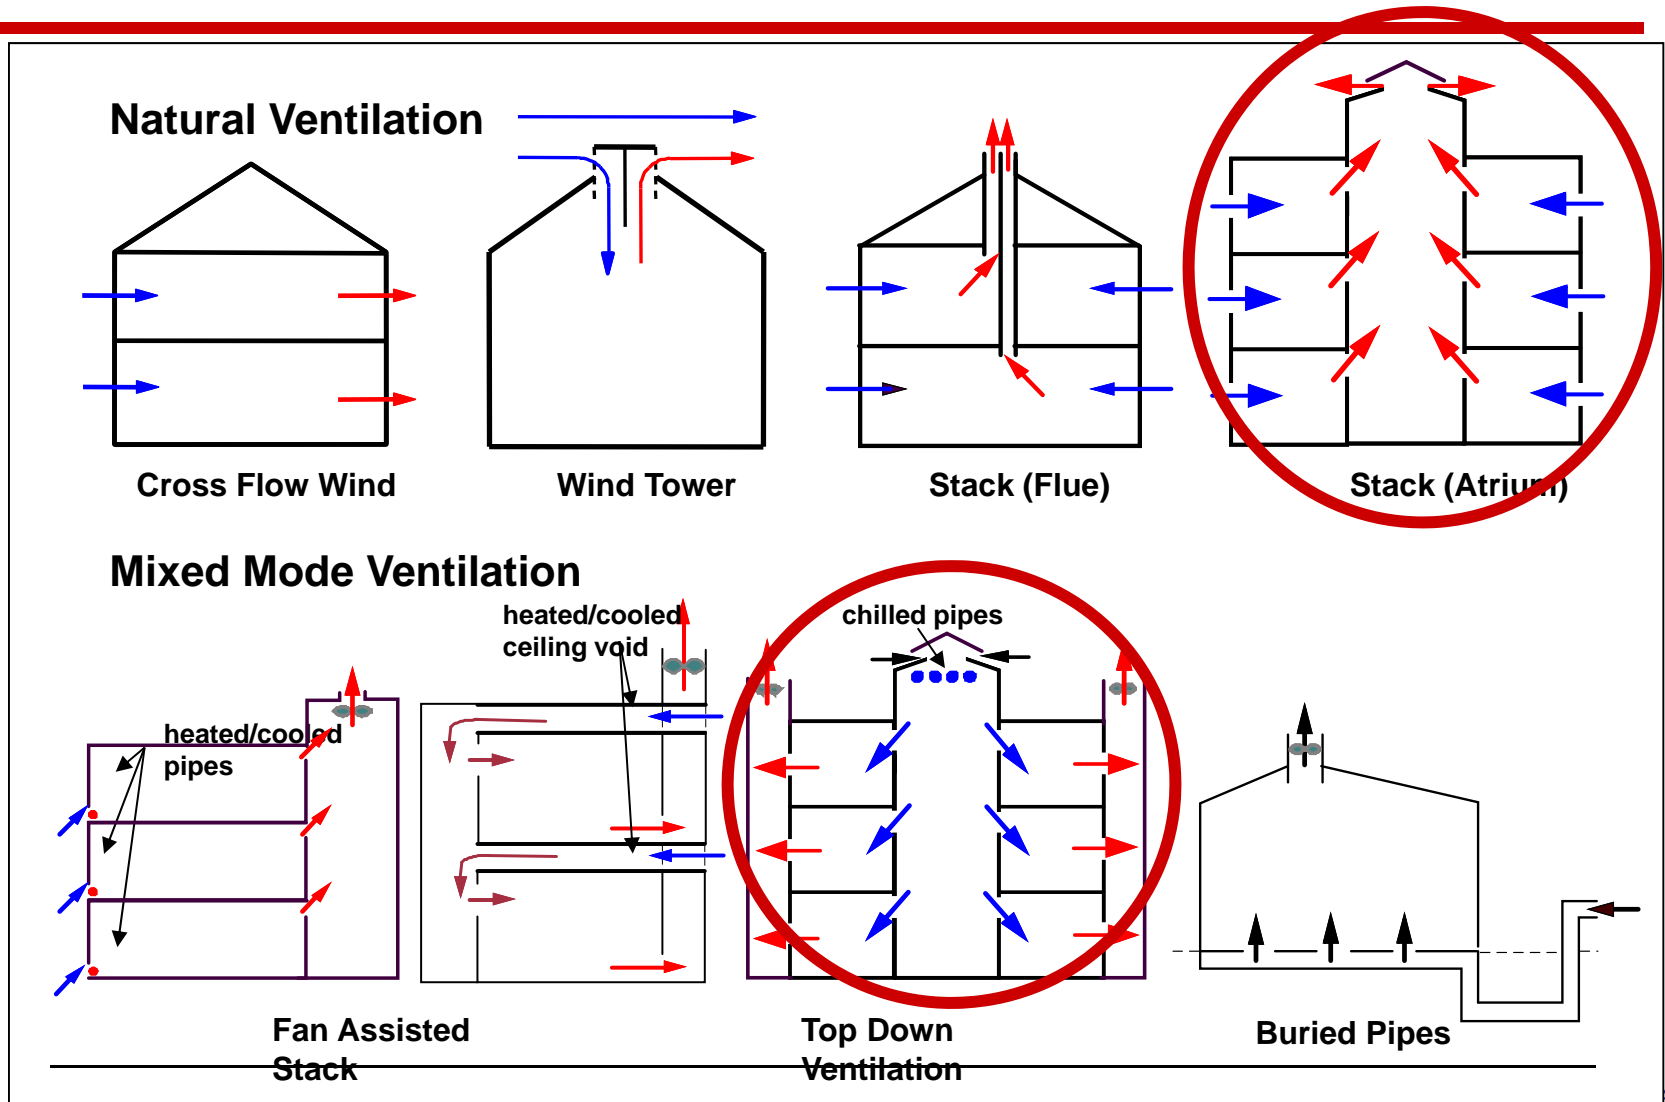 Natural Ventilation
Cross Flow Wind
Wind Tower
Stack (Flue)
Stack (Atrium)
Mixed Mode Ventilation
heated/cooled
ceiling void
chilled pipes
heated/cooled
pipes
Fan Assisted
Stack
Top Down
Ventilation
Buried Pipes